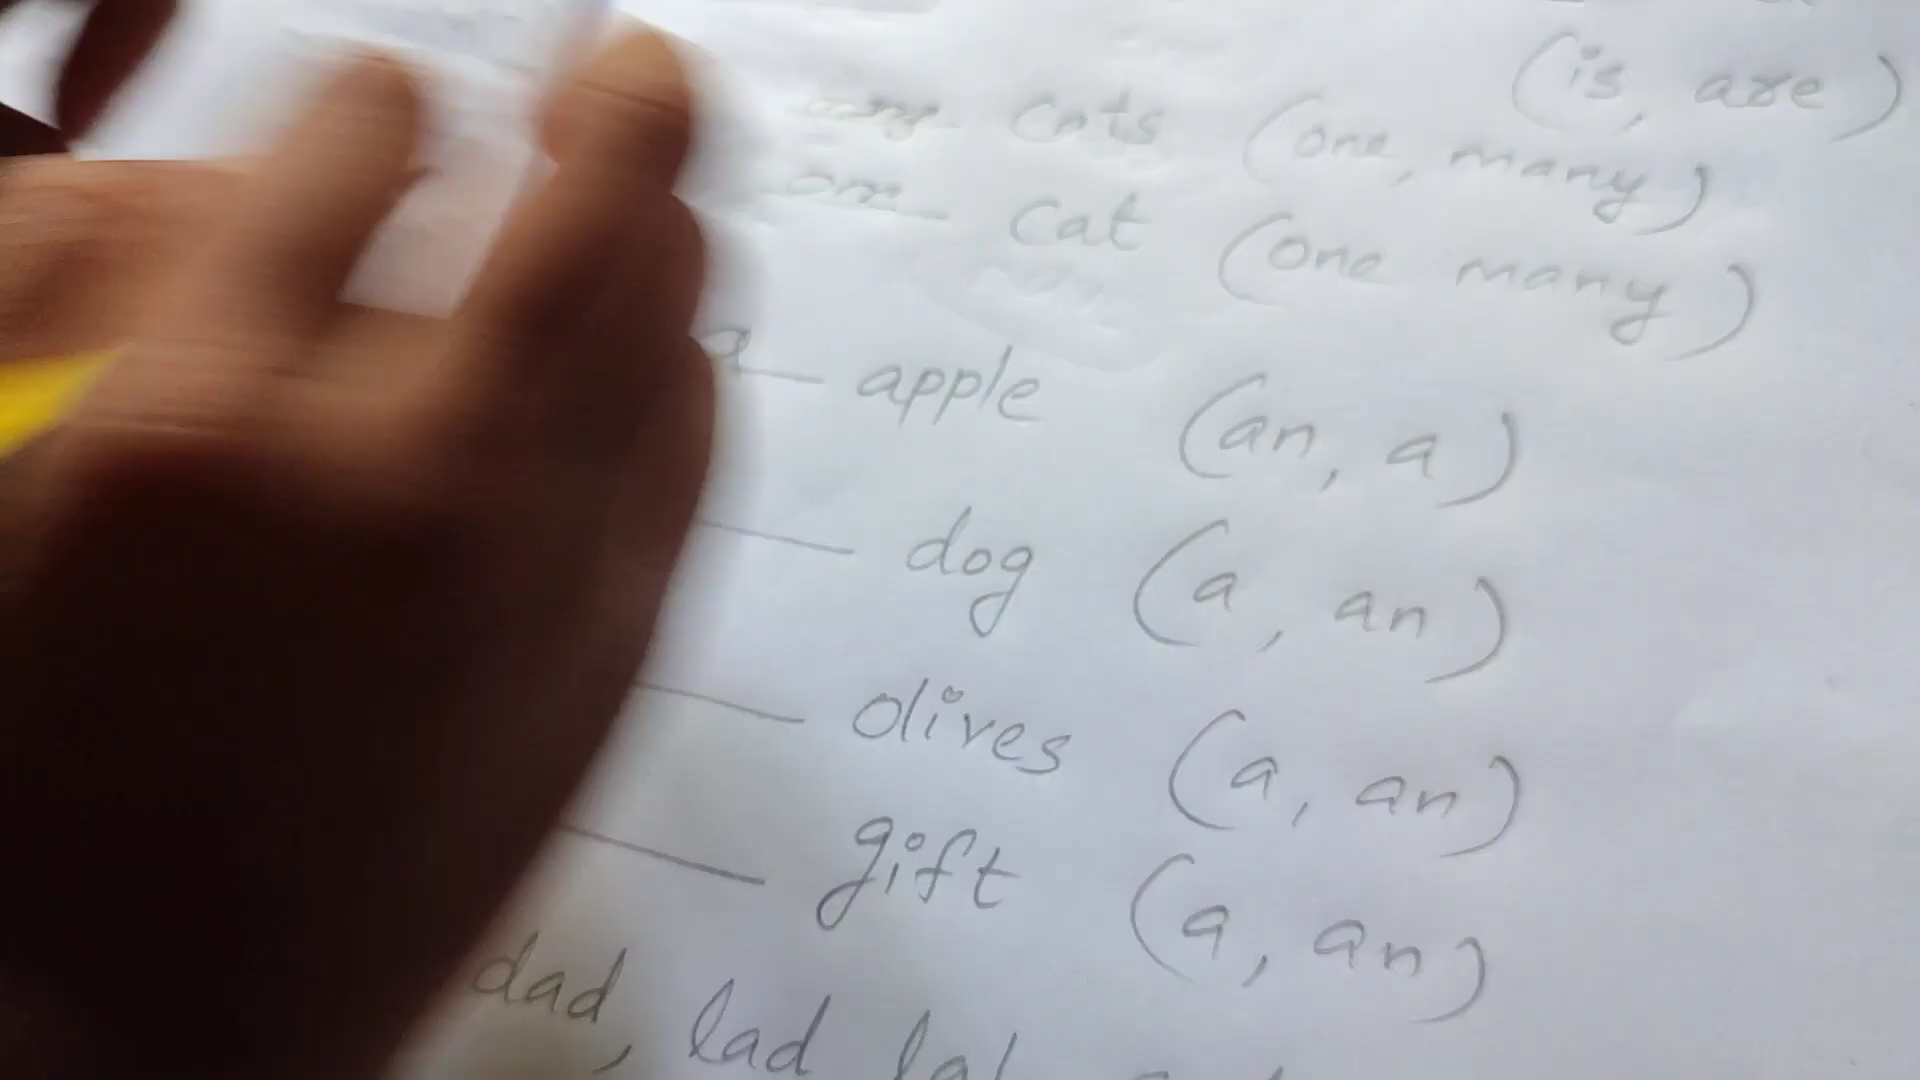 (is, are)
cats (one, many)
cat (one many)
a apple (an, a)
dog (a, an)
olives (a, an)
gift (a, an)
dad, lad